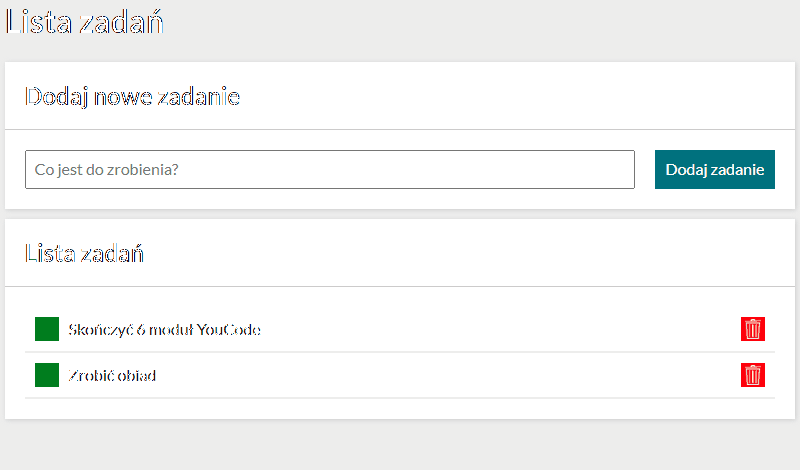 Lista zadań
Dodaj nowe zadanie
Co jest do zrobienia?
Dodaj zadanie
Lista zadań
Skończyć 6 moduł YouCode
Zrobić obiad